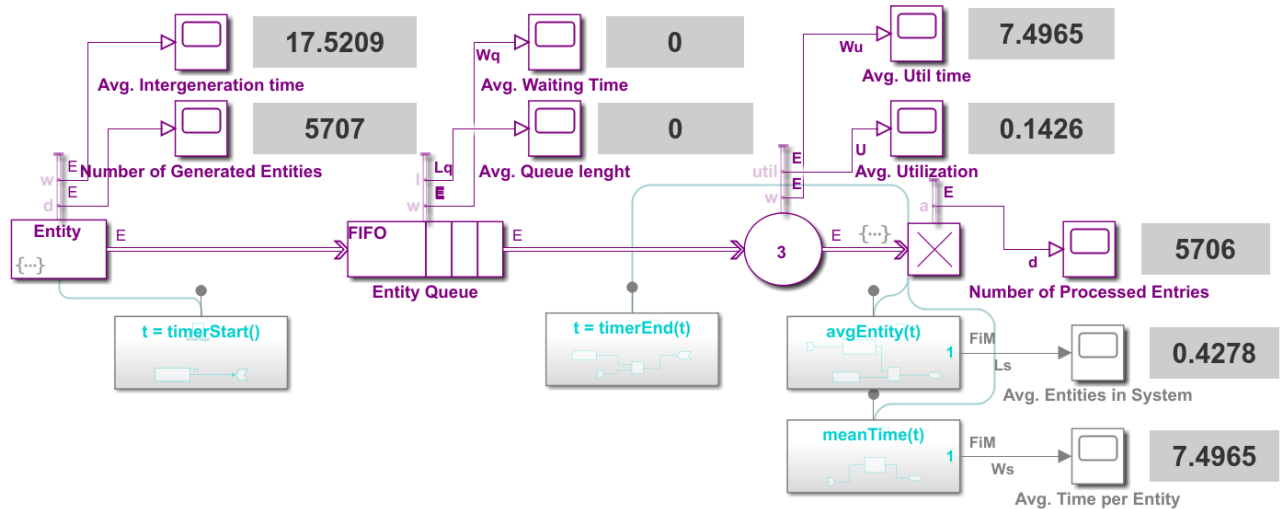 17.5209
Avg. Intergeneration time
5707
Number of Generated Entities
E
w
E
d
Entity
{···}
E
0
Wq
Avg. Waiting Time
0
Lq
Avg. Queue lenght
l
E
w
FIFO
Entity Queue
E
7.4965
Wu
Avg. Util time
0.1426
U
Avg. Utilization
E
util
E
w
3
E
{···}
E
a
d
5706
Number of Processed Entries
t = timerStart()
t = timerEnd(t)
avgEntity(t)
1
FiM
Ls
0.4278
Avg. Entities in System
meanTime(t)
1
FiM
Ws
7.4965
Avg. Time per Entity